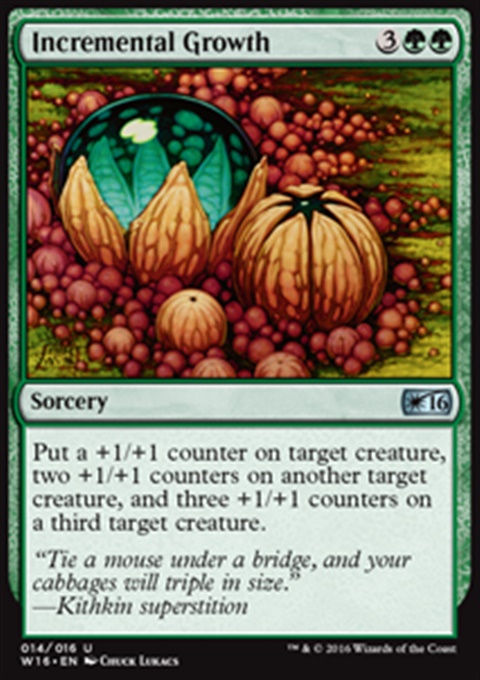 Incremental Growth 3
Sorcery 16
Put a +1/+1 counter on target creature,
two +1/+1 counters on another target
creature, and three +1/+1 counters on
a third target creature.
“Tie a mouse under a bridge, and your
cabbages will triple in size.”
—Kithkin superstition
014/016 U
W16 • EN Chuck Lukacs
™ & © 2016 Wizards of the Coast